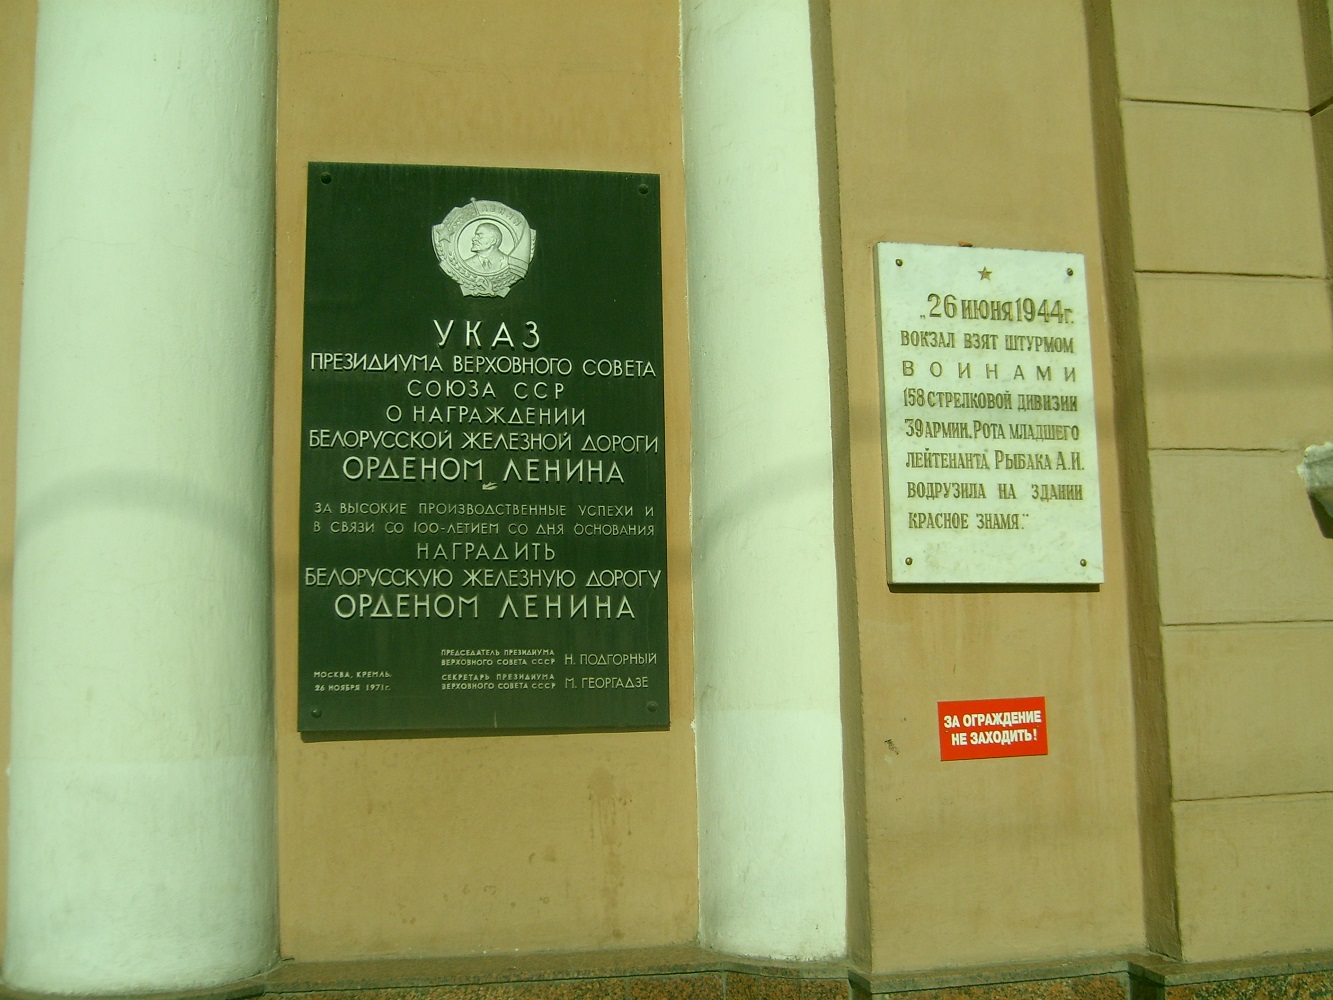 ЛЕНИН
УКАЗ
ПРЕЗИДИУМА ВЕРХОВНОГО СОВЕТА
СОЮЗА ССР
О НАГРАЖДЕНИИ
БЕЛОРУССКОЙ ЖЕЛЕЗНОЙ ДОРОГИ
ОРДЕНОМ ЛЕНИНА
ЗА ВЫСОКИЕ ПРОИЗВОДСТВЕННЫЕ УСПЕХИ И
В СВЯЗИ СО 100-ЛЕТИЕМ СО ДНЯ ОСНОВАНИЯ
НАГРАДИТЬ
БЕЛОРУССКУЮ ЖЕЛЕЗНУЮ ДОРОГУ
ОРДЕНОМ ЛЕНИНА
ПРЕДСЕДАТЕЛЬ ПРЕЗИДИУМА
ВЕРХОВНОГО СОВЕТА СССР Н. ПОДГОРНЫЙ
МОСКВА, КРЕМЛЬ.
26 НОЯБРЯ 1971г.
СЕКРЕТАРЬ ПРЕЗИДИУМА
ВЕРХОВНОГО СОВЕТА СССР М. ГЕОРГАДЗЕ
„26 ИЮНЯ 1944г.
ВОКЗАЛ ВЗЯТ ШТУРМОМ
ВОИНАМИ
158 СТРЕЛКОВОЙ ДИВИЗИИ
39 АРМИИ. РОТА МЛАДШЕГО
ЛЕЙТЕНАНТА РЫБАКА А.И.
ВОДРУЗИЛА НА ЗДАНИИ
КРАСНОЕ ЗНАМЯ."
ЗА ОГРАЖДЕНИЕ
НЕ ЗАХОДИТЬ!